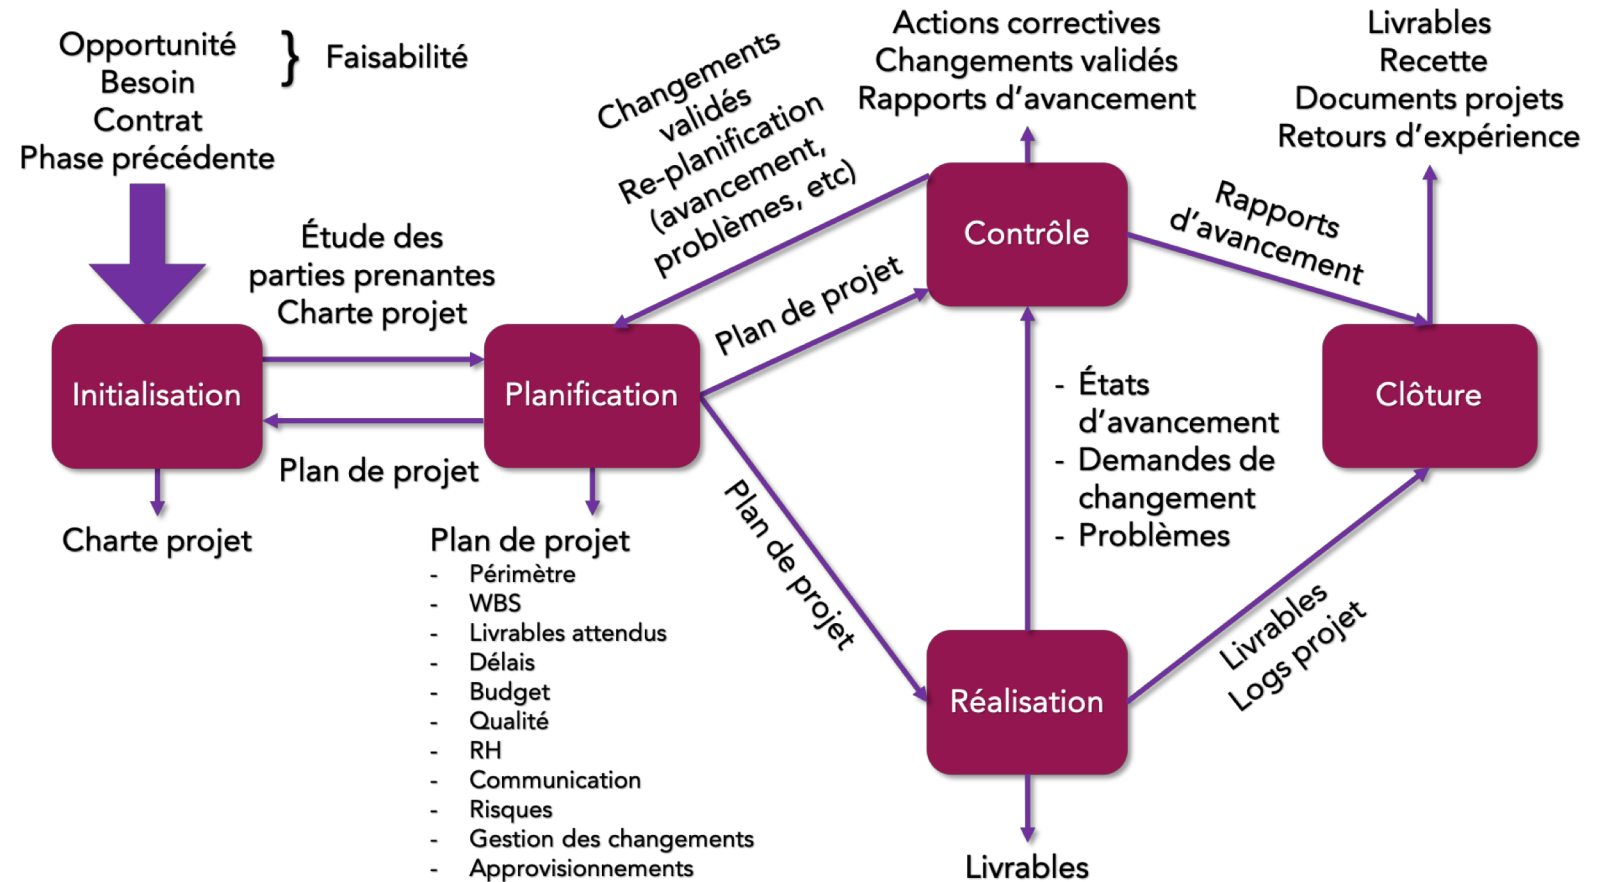 Opportunité
Besoin
Contrat
Phase précédente
} Faisabilité
Changements
validés
Re-planification
(avancement,
problèmes, etc)
Actions correctives
Changements validés
Rapports d’avancement
Livrables
Recette
Documents projets
Retours d’expérience
Étude des
parties prenantes
Charte projet
Plan de projet
Contrôle
Rapports
d’avancement
Initialisation
Planification
Clôture
Plan de projet
Charte projet
Plan de projet
- Périmètre
- WBS
- Livrables attendus
- Délais
- Budget
- Qualité
- RH
- Communication
- Risques
- Gestion des changements
- Approvisionnements
Plan de projet
- États
d’avancement
- Demandes de
changement
- Problèmes
Livrables
Logs projet
Réalisation
Livrables